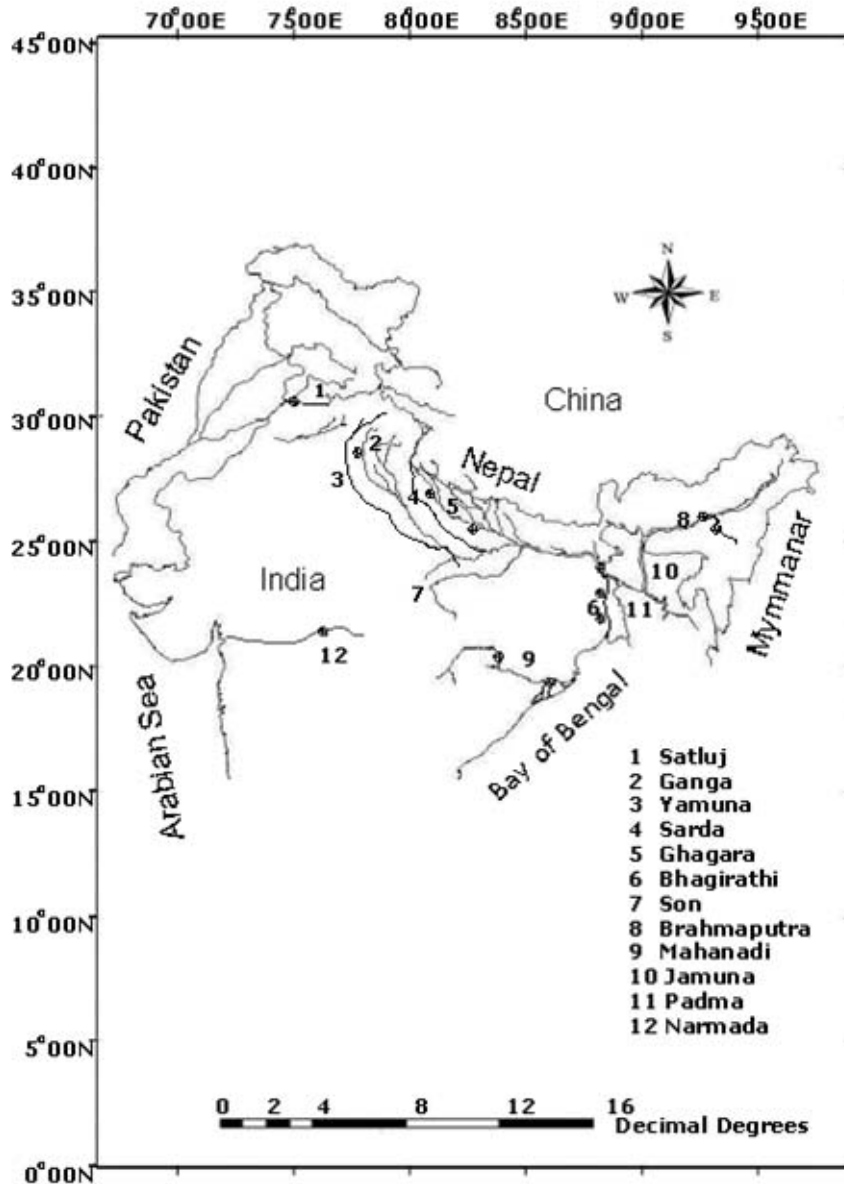 70°00E 75°00E 80°00E 85°00E 90°00E 95°00E
45°00N
40°00N
35°00N
30°00N
25°00N
20°00N
15°00N
10°00N
5°00N
0°00N
N
W E
S
Pakistan
China
Nepal
India
Mymmanar
Arabian Sea
Bay of Bengal
1
2
3
4
5
8
10
7
6
11
12
9
1 Satluj
2 Ganga
3 Yamuna
4 Sarda
5 Ghagara
6 Bhagirathi
7 Son
8 Brahmaputra
9 Mahanadi
10 Jamuna
11 Padma
12 Narmada
0 2 4 8 12 16
Decimal Degrees